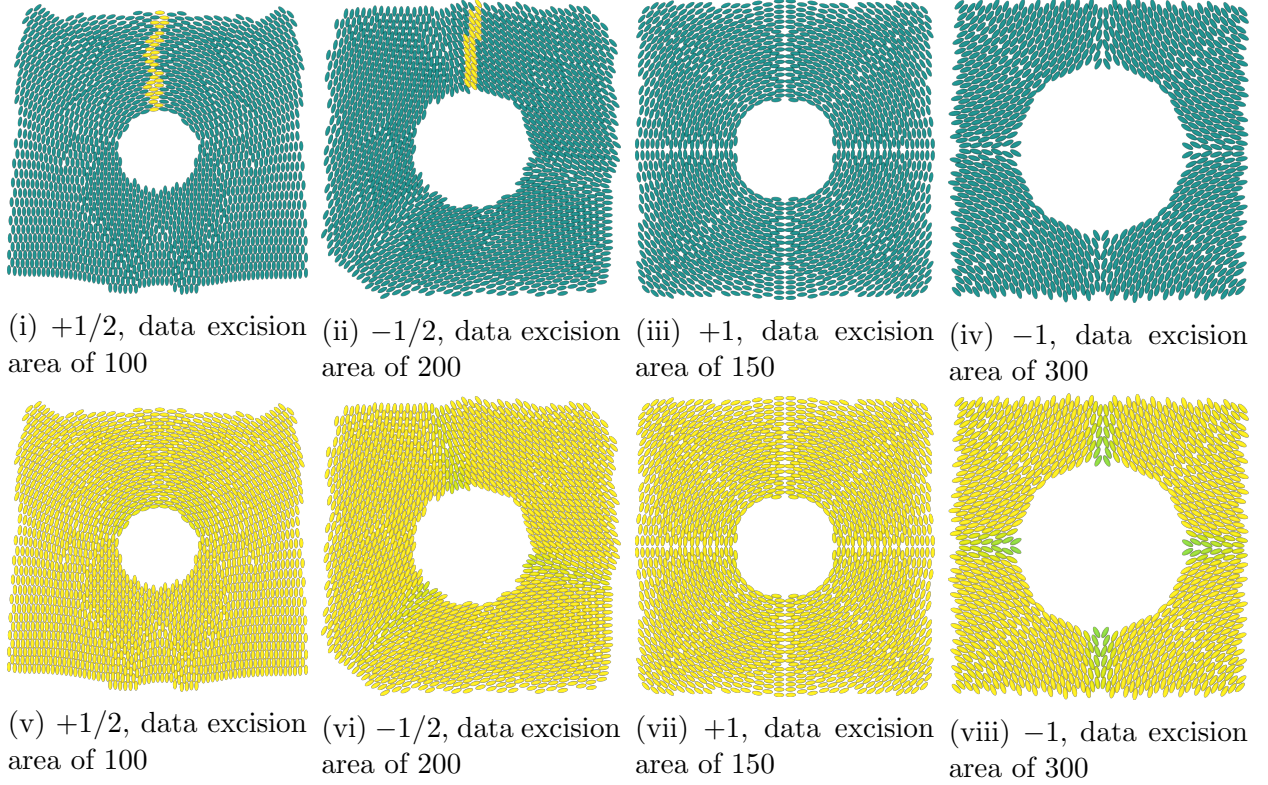 (i) +1/2, data excision
area of 100
(ii) −1/2, data excision
area of 200
(iii) +1, data excision
area of 150
(iv) −1, data excision
area of 300
(v) +1/2, data excision
area of 100
(vi) −1/2, data excision
area of 200
(vii) +1, data excision
area of 150
(viii) −1, data excision
area of 300